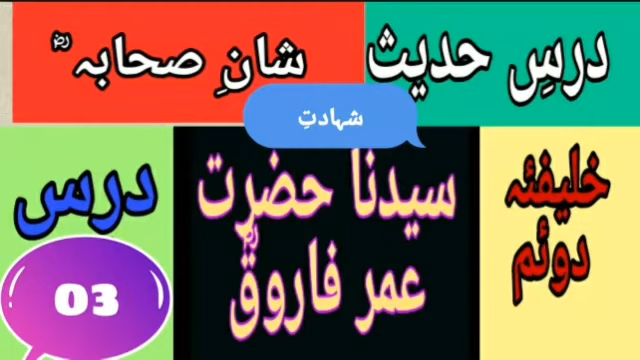 درسِ حدیث
شانِ صحابہؓ
شہادتِ
خلیفئہ
دوئم
سیدنا حضرت
عمر فاروقؓ
درس
03